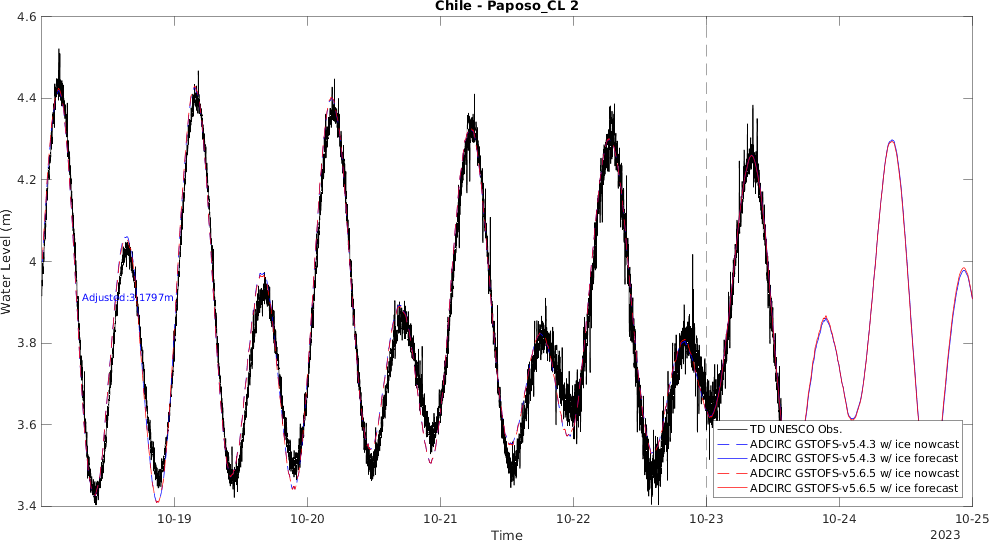 Chile - Paposo_CL 2
Water Level (m)
4.6
4.4
4.2
4
3.8
3.6
3.4
Adjusted:3.1797m
TD UNESCO Obs.
ADCIRC GSTOFS-v5.4.3 w/ ice nowcast
ADCIRC GSTOFS-v5.4.3 w/ ice forecast
ADCIRC GSTOFS-v5.6.5 w/ ice nowcast
ADCIRC GSTOFS-v5.6.5 w/ ice forecast
10-19 10-20 10-21 10-22 10-23 10-24 10-25
Time
2023